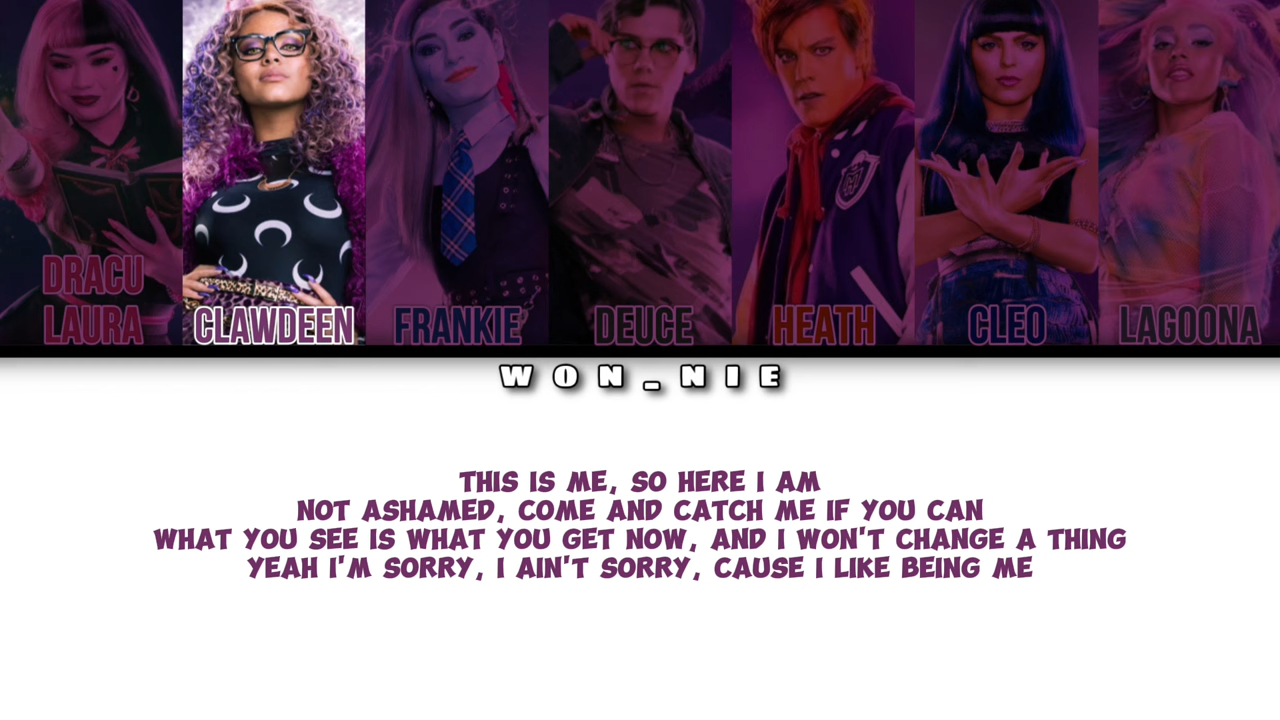 DRACU
LAURA
CLAWDEEN
FRANKIE
DEUCE
HEATH
CLEO
LAGOONA
WON_NIE
THIS IS ME, SO HERE I AM
NOT ASHAMED, COME AND CATCH ME IF YOU CAN
WHAT YOU SEE IS WHAT YOU GET NOW, AND I WON'T CHANGE A THING
YEAH I'M SORRY, I AIN'T SORRY, CAUSE I LIKE BEING ME